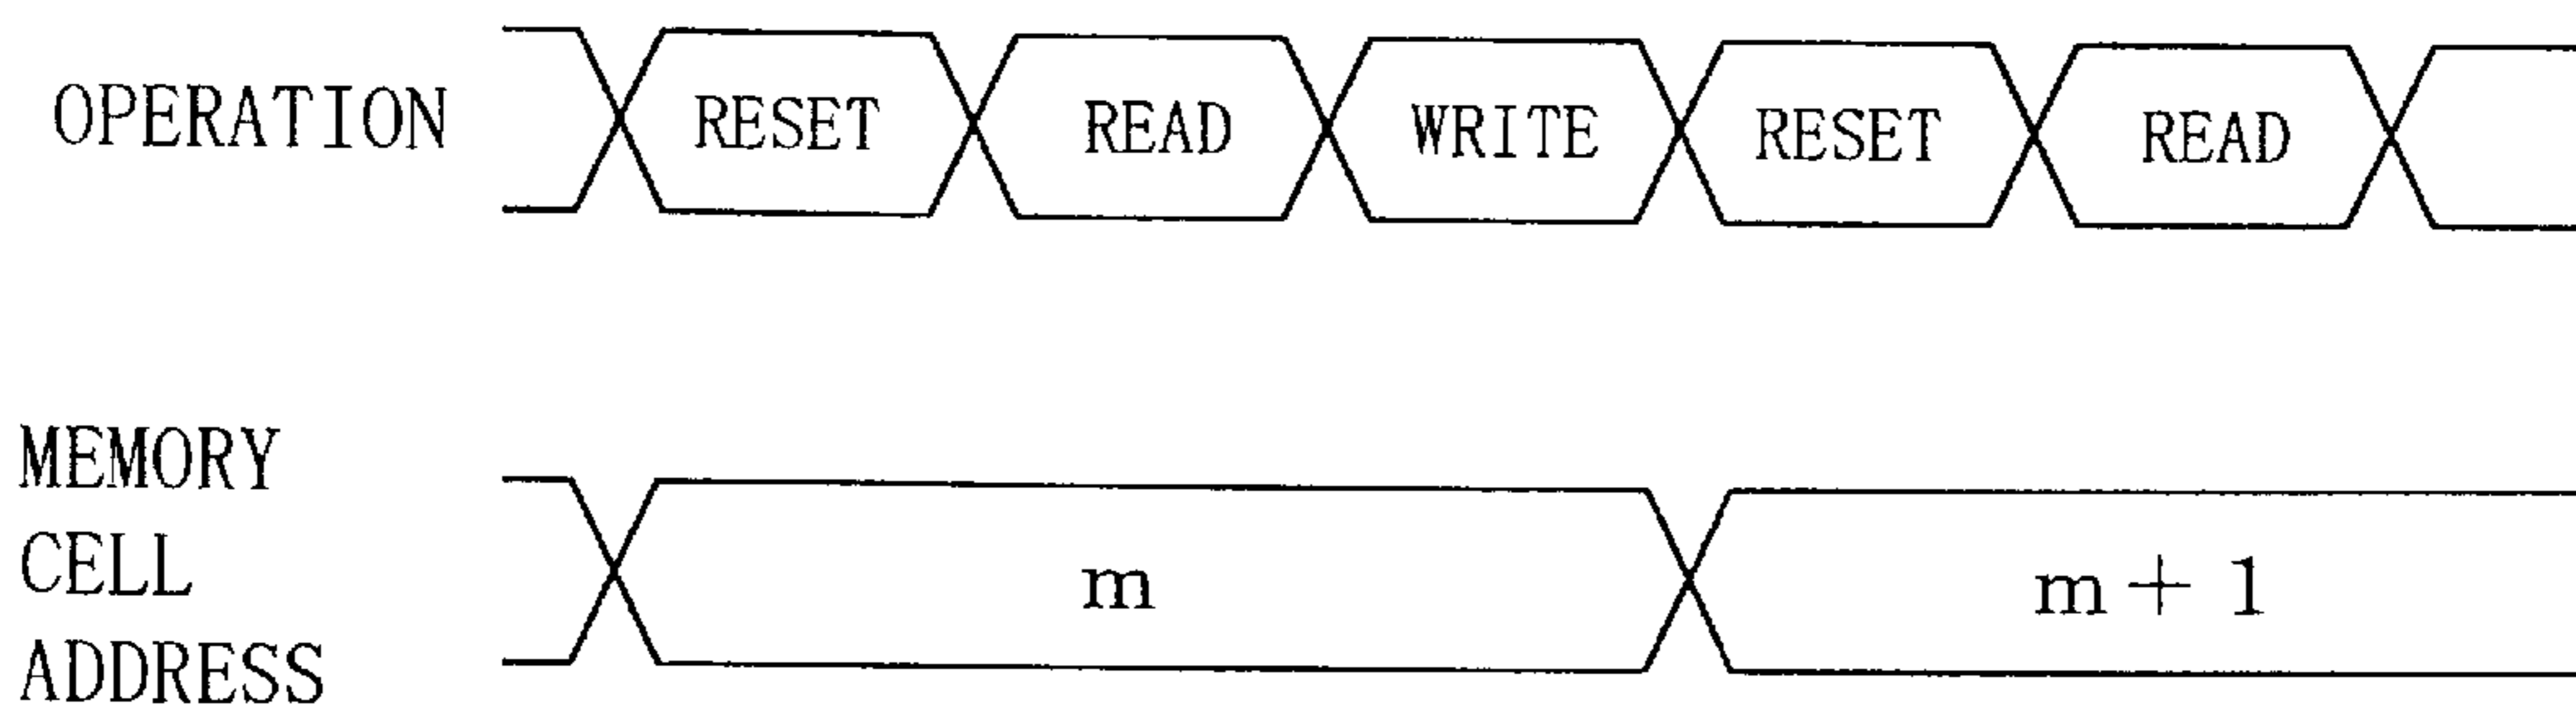 OPERATION RESET READ WRITE RESET READ
MEMORY
CELL
ADDRESS
m m+1